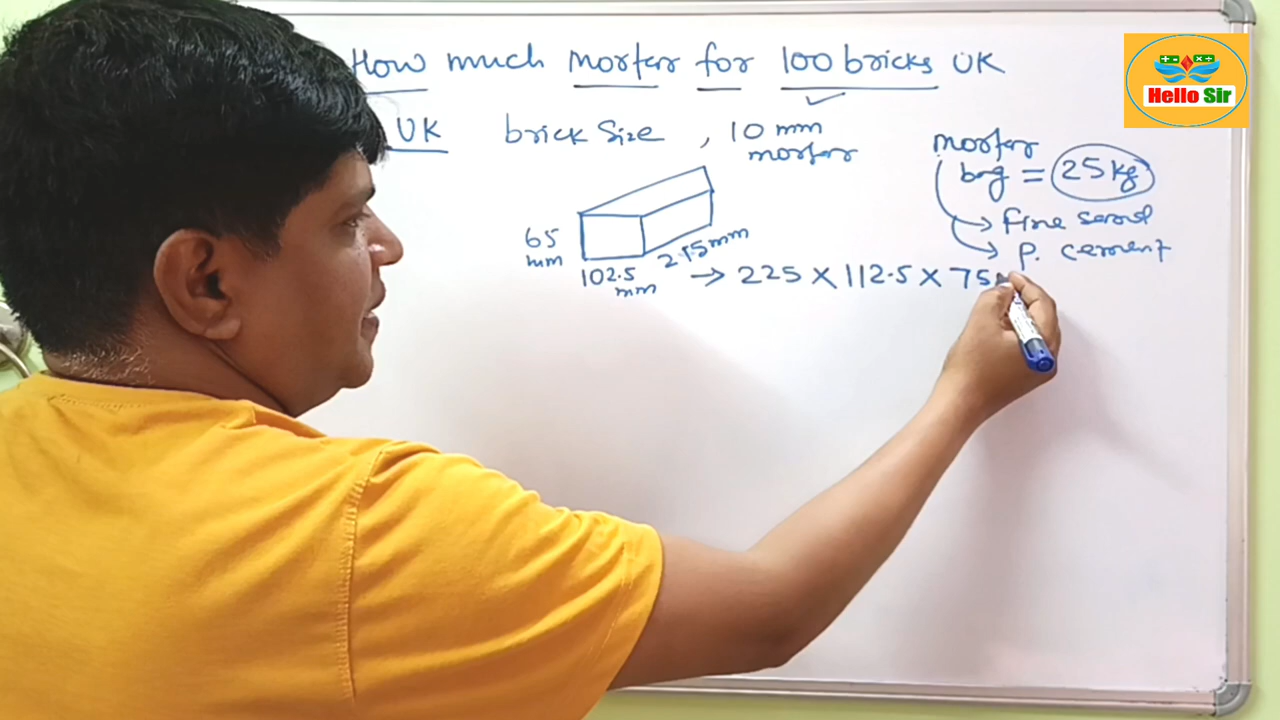 How much mortar for 100 bricks UK
UK brick Size , 10 mm
mortar
mortar
bag = 25 kg
→ fine sand
→ P. cement
65
mm
102.5
mm
215 mm
→ 225 X 112.5 X 75
Hello Sir
- + × ÷